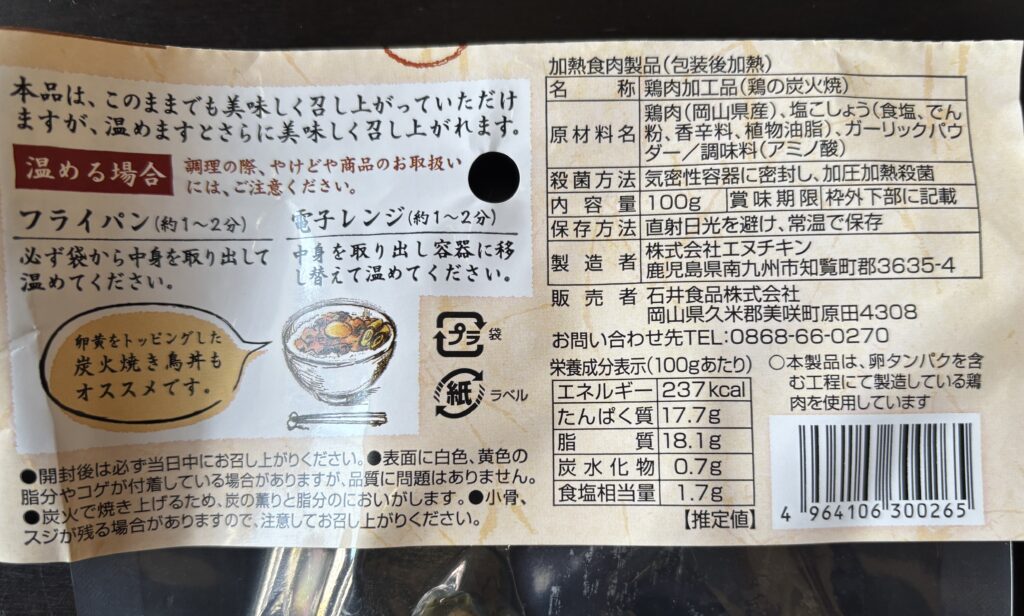 本品は、このままでも美味しく召し上がっていただけ
ますが、温めますとさらに美味しく召し上がれます。
温める場合
調理の際、やけどや商品のお取扱い
には、ご注意ください。
フライパン(約1〜2分)
必ず袋から中身を取り出して
温めてください。
電子レンジ(約1〜2分)
中身を取り出し容器に移
し替えて温めてください。
卵黄をトッピングした
炭火焼き鳥丼も
オススメです。
プラ 袋
紙 ラベル
●開封後は必ず当日中にお召し上がりください。●表面に白色、黄色の
脂分やコゲが付着している場合がありますが、品質に問題はありません。
●炭火で焼き上げるため、炭の薫りと脂分のにおいがします。●小骨、
スジが残る場合がありますので、注意してお召し上がりください。
加熱食肉製品(包装後加熱)
名称 鶏肉加工品(鶏の炭火焼)
原材料名 鶏肉(岡山県産)、塩こしょう(食塩、でん
粉、香辛料、植物油脂)、ガーリックパウ
ダー/調味料(アミノ酸)
殺菌方法 気密性容器に密封し、加圧加熱殺菌
内容量 100g 賞味期限 枠外下部に記載
保存方法 直射日光を避け、常温で保存
製造者 株式会社エヌチキン
鹿児島県南九州市知覧町郡3635-4
販売者 石井食品株式会社
岡山県久米郡美咲町原田4308
お問い合わせ先TEL:0868-66-0270
栄養成分表示(100gあたり)
エネルギー 237kcal
たんぱく質 17.7g
脂質 18.1g
炭水化物 0.7g
食塩相当量 1.7g
【推定値】
○本製品は、卵タンパクを含
む工程にて製造している鶏
肉を使用しています
4 964106 300265